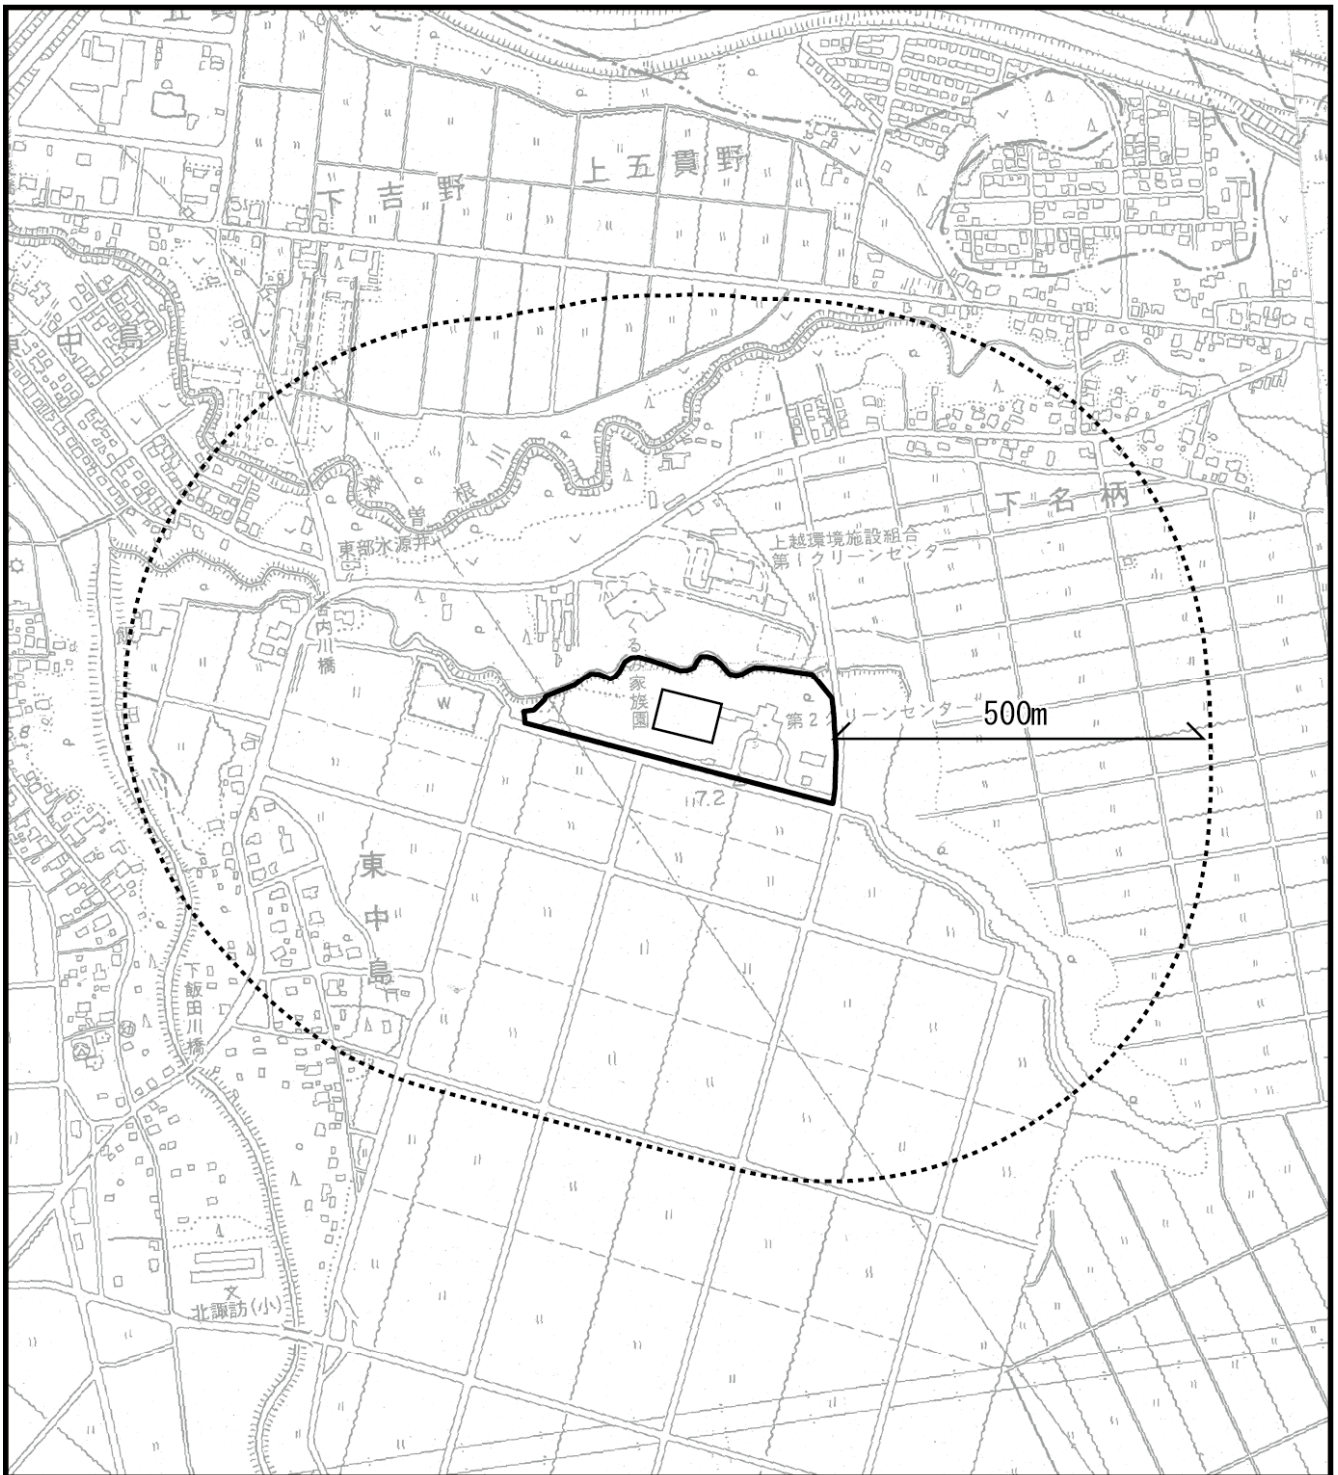 上五貫野
下吉野
中島
下名柄
桑曽根川
東部水源井
上越環境施設組合
第1クリーンセンター
宮内川橋
くるみ家族園
W
第2クリーンセンター
500m
7.2
東中島
下飯田川橋
文
北諏訪(小)